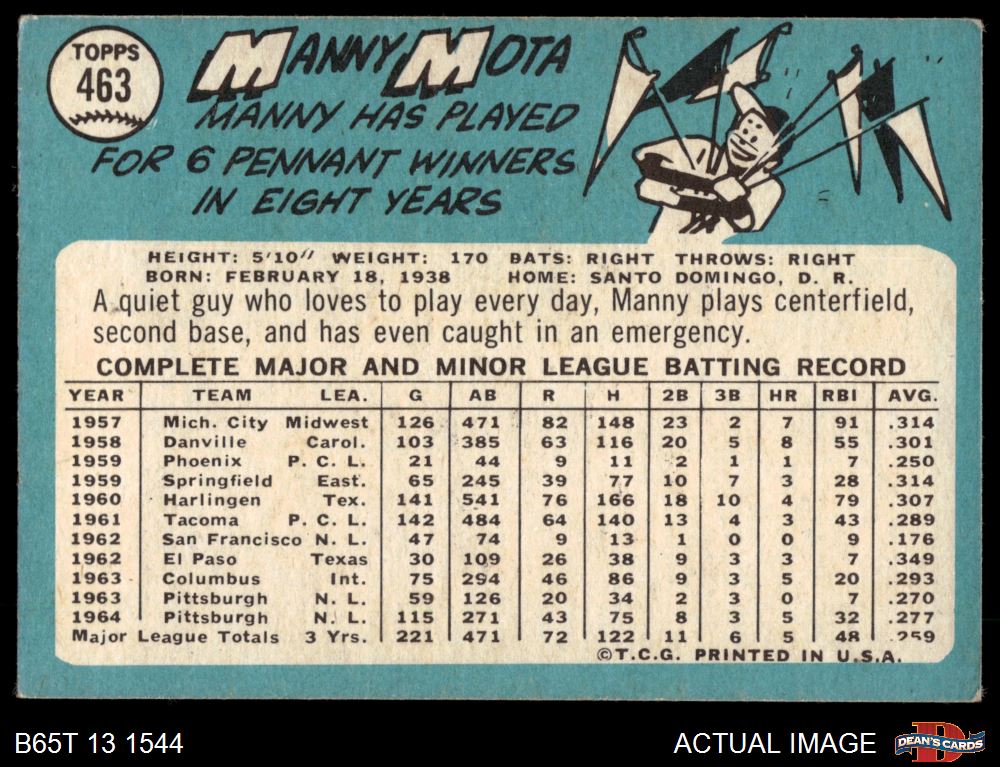 TOPPS
463
MANNY MOTA
MANNY HAS PLAYED
FOR 6 PENNANT WINNERS
IN EIGHT YEARS
HEIGHT: 5'10" WEIGHT: 170 BATS: RIGHT THROWS: RIGHT
BORN: FEBRUARY 18, 1938 HOME: SANTO DOMINGO, D. R.
A quiet guy who loves to play every day, Manny plays centerfield,
second base, and has even caught in an emergency.
COMPLETE MAJOR AND MINOR LEAGUE BATTING RECORD
YEAR TEAM LEA. G AB R H 2B 3B HR RBI AVG.
1957 Mich. City Midwest 126 471 82 148 23 2 7 91 .314
1958 Danville Carol. 103 385 63 116 20 5 8 55 .301
1959 Phoenix P. C. L. 21 44 9 11 2 1 1 7 .250
1959 Springfield East. 65 245 39 77 10 7 3 28 .314
1960 Harlingen Tex. 141 541 76 166 18 10 4 79 .307
1961 Tacoma P. C. L. 142 484 64 140 13 4 3 43 .289
1962 San Francisco N. L. 47 74 9 13 1 0 0 9 .176
1962 El Paso Texas 30 109 26 38 9 3 3 7 .349
1963 Columbus Int. 75 294 46 86 9 3 5 20 .293
1963 Pittsburgh N. L. 59 126 20 34 2 3 0 7 .270
1964 Pittsburgh N. L. 115 271 43 75 8 3 5 32 .277
Major League Totals 3 Yrs. 221 471 72 122 11 6 5 48 .259
©T.C.G. PRINTED IN U.S.A.
B65T 13 1544
ACTUAL IMAGE
D
DEAN'S CARDS